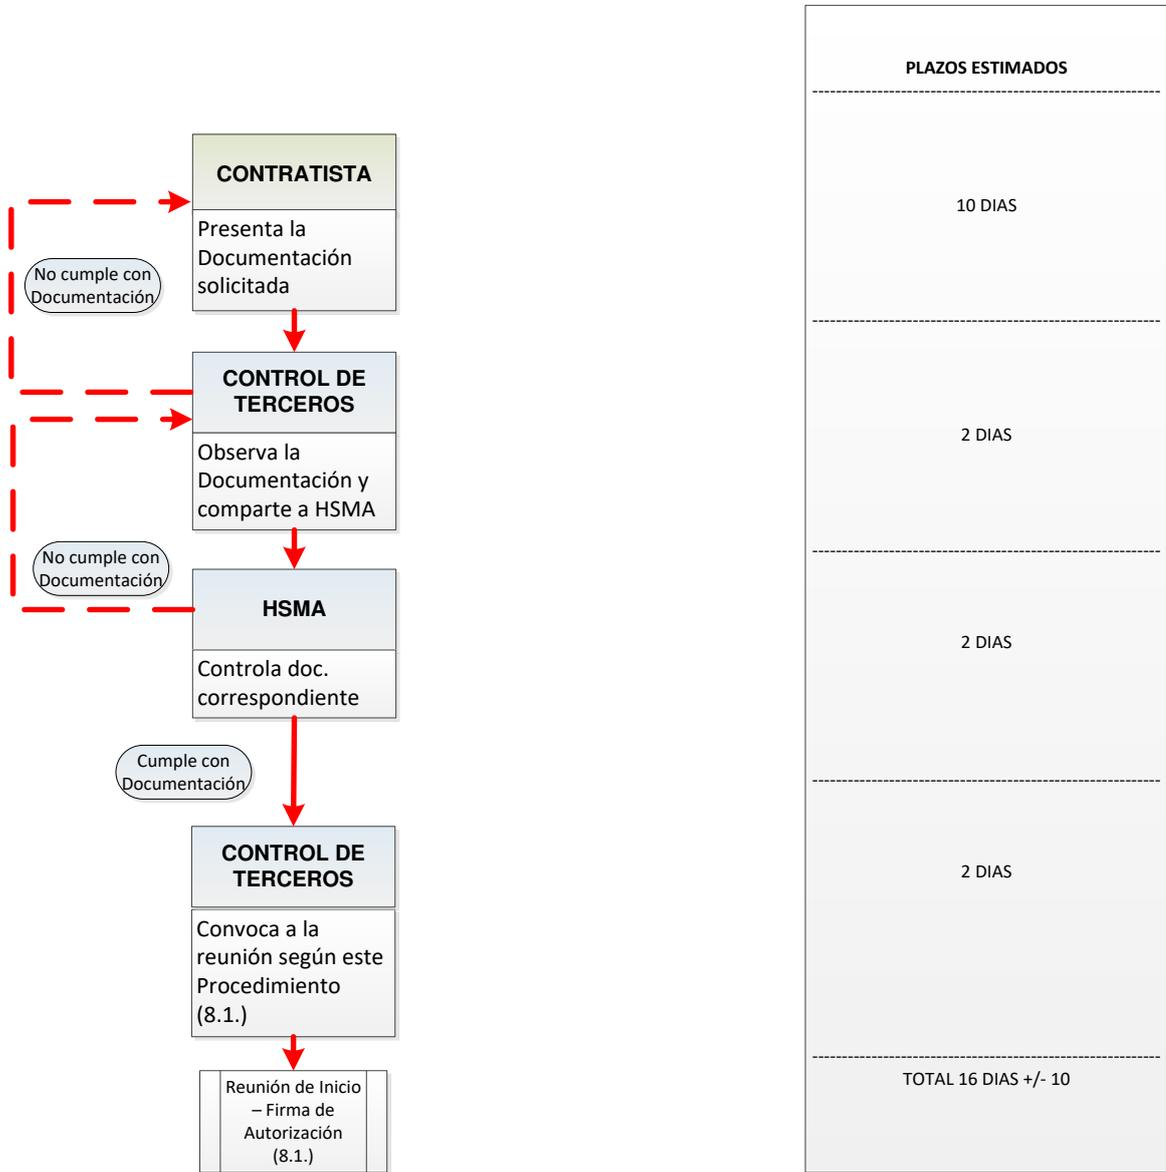 CONTRATISTA
Presenta la
Documentación
solicitada
No cumple con
Documentación
CONTROL DE
TERCEROS
Observa la
Documentación y
comparte a HSMA
No cumple con
Documentación
HSMA
Controla doc.
correspondiente
Cumple con
Documentación
CONTROL DE
TERCEROS
Convoca a la
reunión según este
Procedimiento
(8.1.)
Reunión de Inicio
– Firma de
Autorización
(8.1.)
PLAZOS ESTIMADOS
10 DIAS
2 DIAS
2 DIAS
2 DIAS
TOTAL 16 DIAS +/- 10